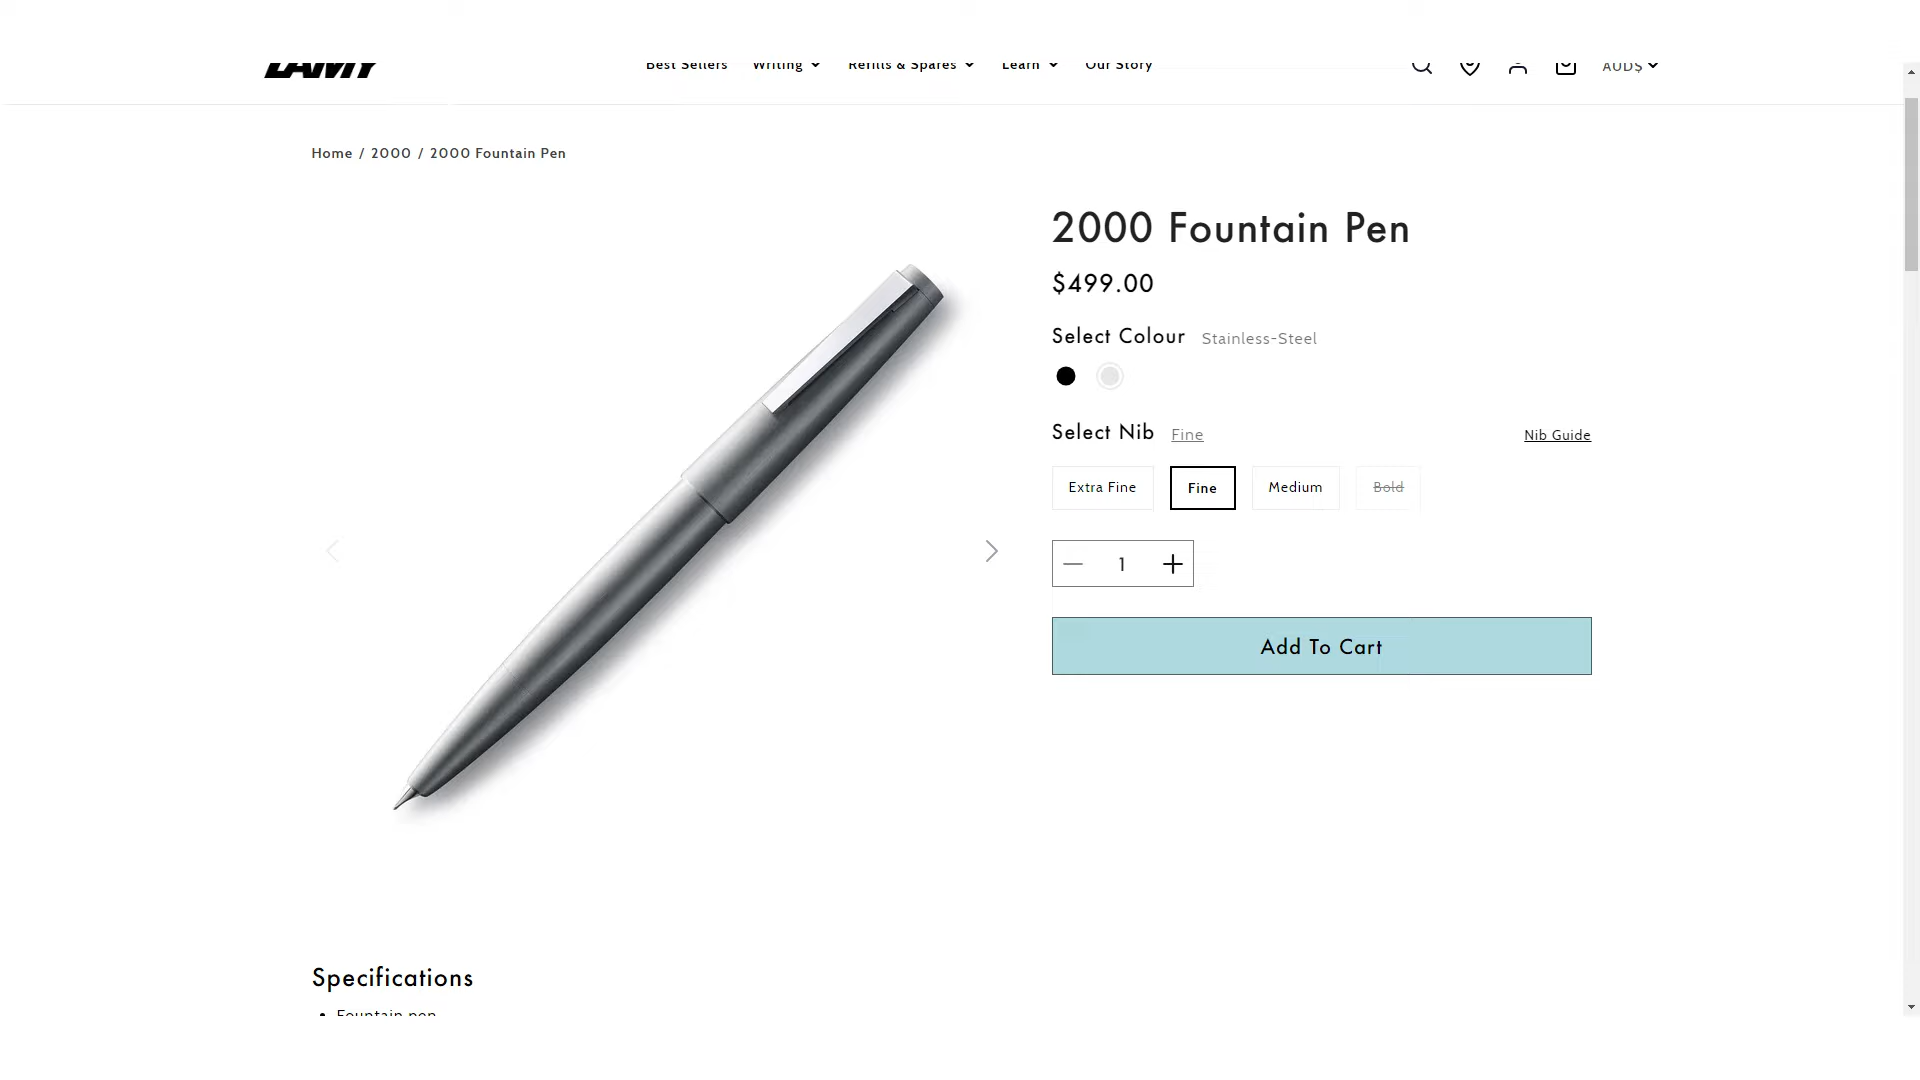 LAMY
Best Sellers Writing Refills & Spares Learn Our Story AUD$
Home / 2000 / 2000 Fountain Pen
2000 Fountain Pen
$499.00
Select Colour Stainless-Steel
Select Nib Fine Nib Guide
Extra Fine Fine Medium Bold
1
Add To Cart
Specifications
• Fountain pen